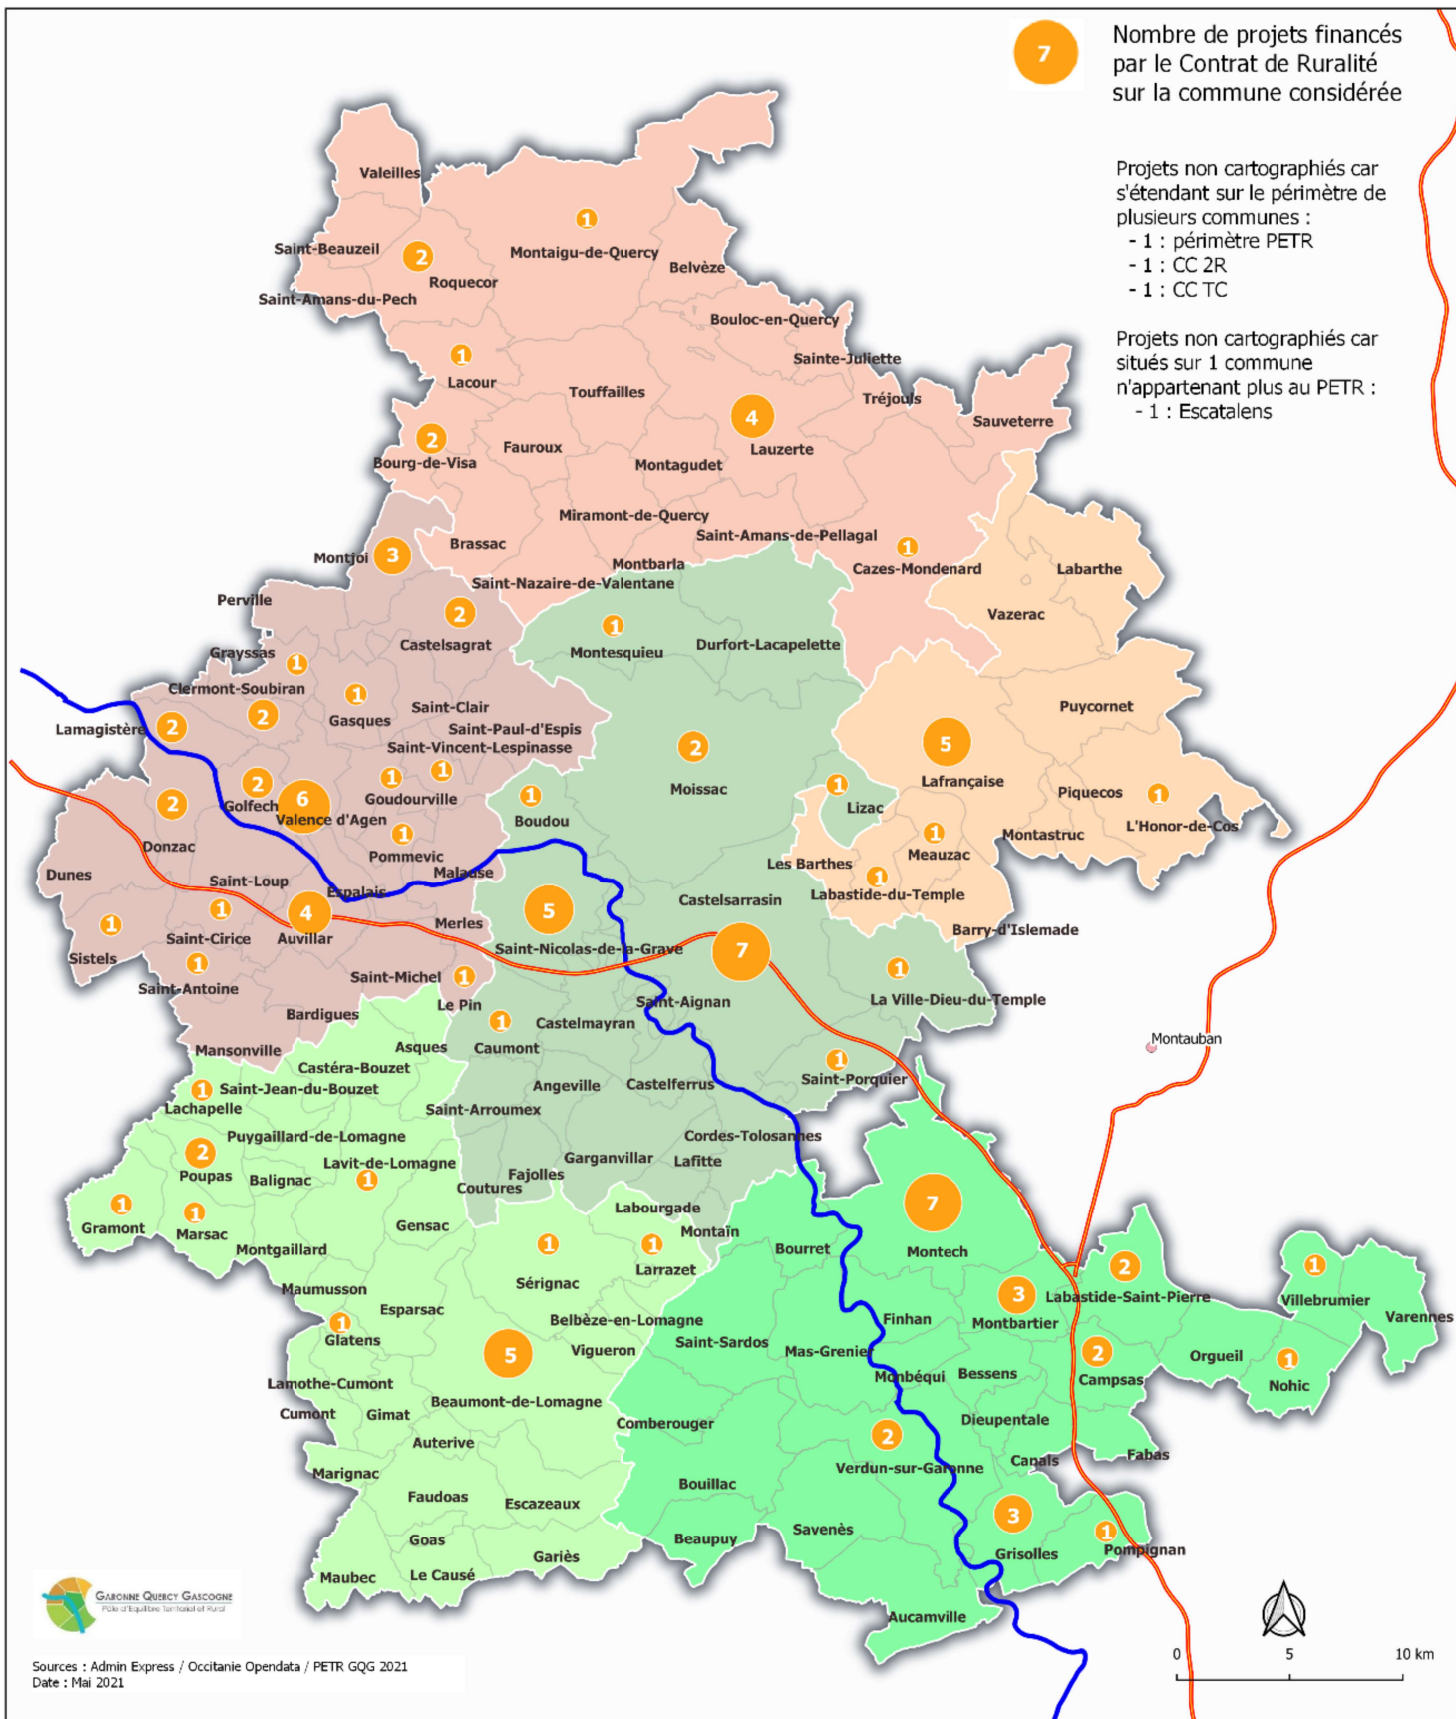 7
Nombre de projets financés
par le Contrat de Ruralité
sur la commune considérée
Projets non cartographiés car
s'étendant sur le périmètre de
plusieurs communes :
- 1 : périmètre PETR
- 1 : CC 2R
- 1 : CC TC
Projets non cartographiés car
situés sur 1 commune
n'appartenant plus au PETR :
- 1 : Escatalens
Valeilles
1
Saint-Beauzeil
2
Montaigu-de-Quercy
Roquecor
Belvèze
Saint-Amans-du-Pech
Bouloc-en-Quercy
1
Sainte-Juliette
Lacour
Touffailles
Tréjouls
4
Sauveterre
2
Fauroux
Lauzerte
Bourg-de-Visa
Montagudet
Miramont-de-Quercy
Brassac
Saint-Amans-de-Pellagal
1
Montjoi
3
Montbarla
Cazes-Mondenard
Labarthe
Saint-Nazaire-de-Valentane
Perville
2
Vazerac
1
Castelsagrat
Durfort-Lacapelette
Grayssas
Montesquieu
1
Clermont-Soubiran
1
Gasques
Saint-Clair
Puycornet
2
Lamagistère
2
Saint-Paul-d'Espis
Saint-Vincent-Lespinasse
2
5
Moissac
Lafrançaise
2
Golfech
6
1
1
Goudourville
1
Boudou
1
Lizac
Piquecos
1
2
Donzac
Valence d'Agen
1
Pommevic
L'Honor-de-Cos
Montastruc
1
Meauzac
Les Barthes
Dunes
Saint-Loup
Espalais
Malause
1
Labastide-du-Temple
Castelsarrasin
1
Sistels
1
Saint-Cirice
4
Auvillar
Merles
5
Saint-Nicolas-de-la-Grave
7
Barry-d'Islemade
1
Saint-Antoine
Saint-Michel
1
Le Pin
1
La Ville-Dieu-du-Temple
Saint-Aignan
Bardigues
1
Caumont
Castelmayran
Mansonville
Asques
Montauban
Castéra-Bouzet
1
Saint-Porquier
1
Lachapelle
Saint-Jean-du-Bouzet
Angeville
Castelferrus
Saint-Arroumex
Puygaillard-de-Lomagne
Cordes-Tolosannes
2
Poupas
Lavit-de-Lomagne
1
Balignac
Garganvillar
Lafitte
Fajolles
Coutures
1
Gramont
1
Marsac
Gensac
Labourgade
Montaïn
7
Montech
Montgaillard
1
Sérignac
1
Larrazet
Bourret
2
Labastide-Saint-Pierre
1
Villebrumier
Maumusson
Esparsac
3
Montbartier
Varennes
1
Glatens
Belbèze-en-Lomagne
Finhan
Vigueron
Saint-Sardos
Mas-Grenier
5
2
Campsas
Orgueil
1
Nohic
Monbéqui
Bessens
Lamothe-Cumont
Beaumont-de-Lomagne
Cumont
Gimat
Comberouger
Dieupentale
Auterive
2
Verdun-sur-Garonne
Canals
Fabas
Marignac
Bouillac
Faudoas
Escazeaux
3
Grisolles
1
Pompignan
Savenès
Beaupuy
Goas
Gariès
Maubec
Le Causé
Aucamville
GARONNE QUERCY GASCOGNE
Pôle d'Equilibre Territorial et Rural
0 5 10 km
Sources : Admin Express / Occitanie Opendata / PETR GQG 2021
Date : Mai 2021